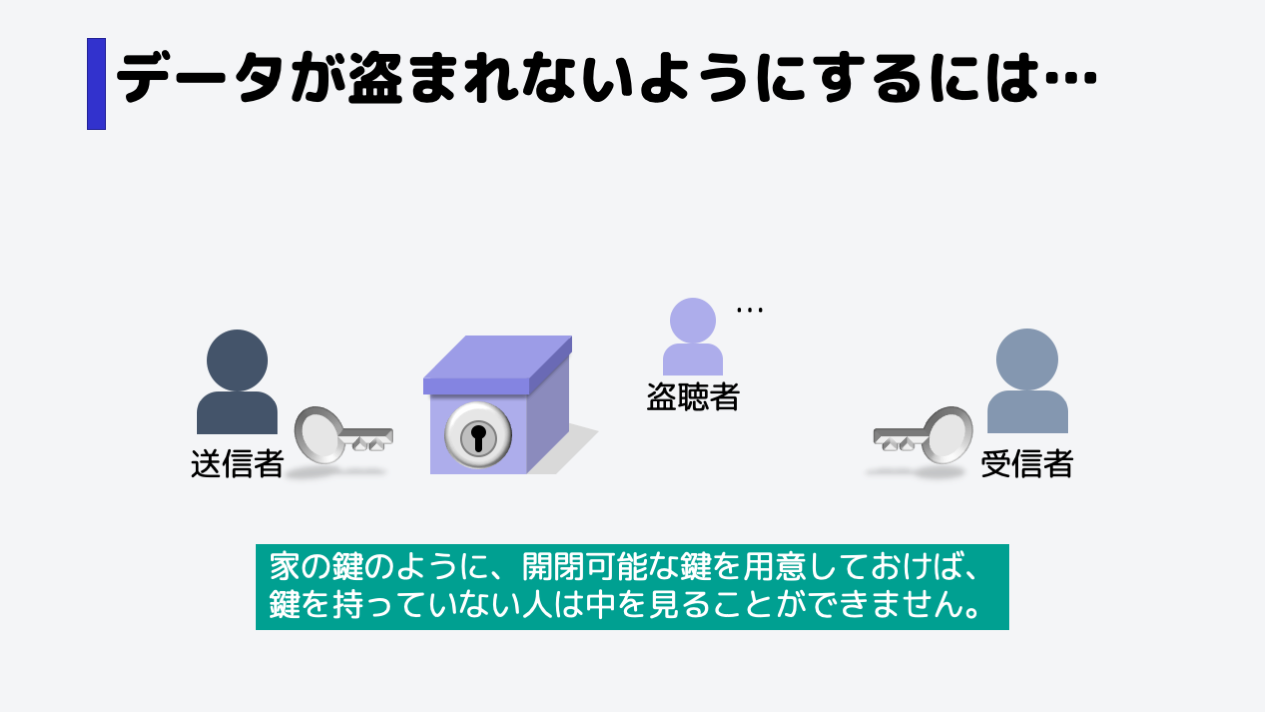 データが盗まれないようにするには…
…
盗聴者
送信者
受信者
家の鍵のように、開閉可能な鍵を用意しておけば、
鍵を持っていない人は中を見ることができません。